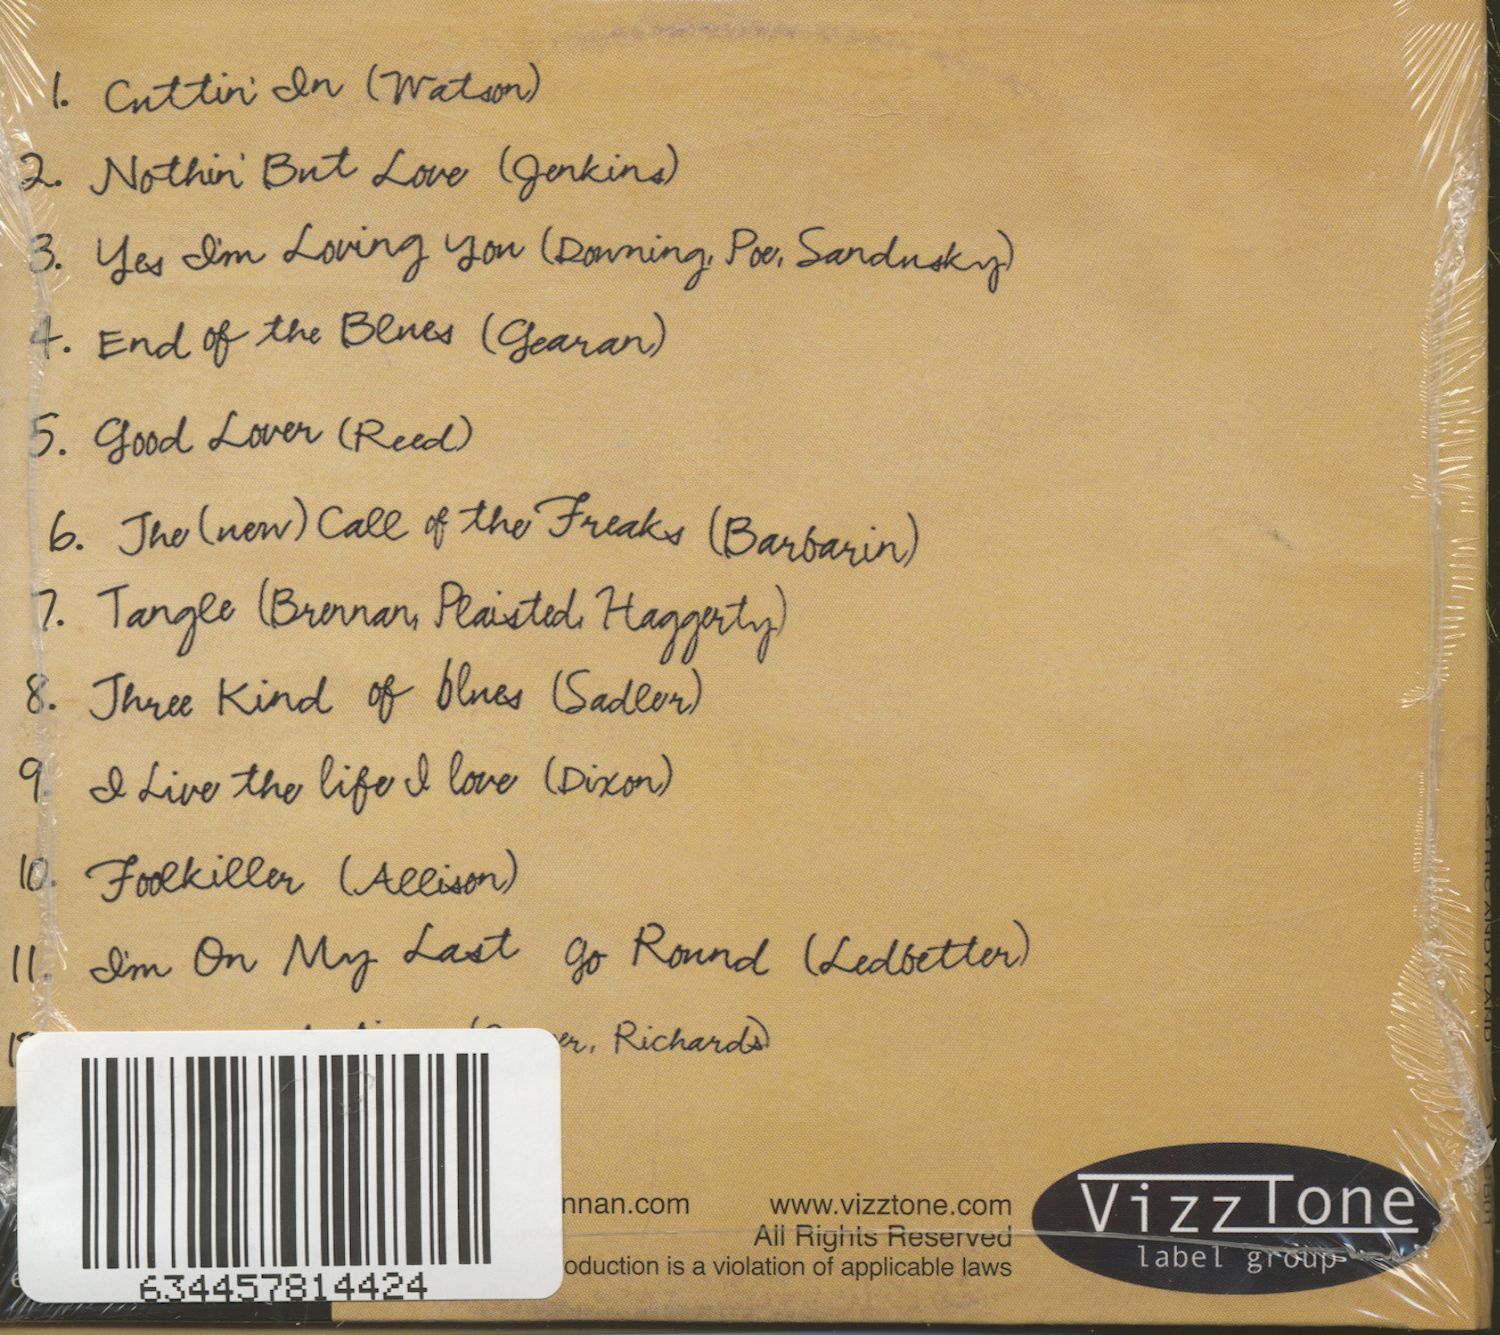 1. Cuttin' In (Watson)
2. Nothin' But Love (Jenkins)
3. Yes I'm Loving You (Downing, Poe, Sandusky)
4. End of the Blues (Gearan)
5. Good Lover (Reed)
6. The (new) Call of the Freaks (Barbarin)
7. Tangle (Brennan, Plaisted, Haggerty)
8. Three Kind of blues (Sadler)
9. I Live the life I love (Dixon)
10. Foolkiller (Allison)
11. I'm On My Last go Round (Ledbetter)
er, Richards)
634457814424
nnan.com www.vizztone.com
All Rights Reserved
oduction is a violation of applicable laws
VizzTone
label group